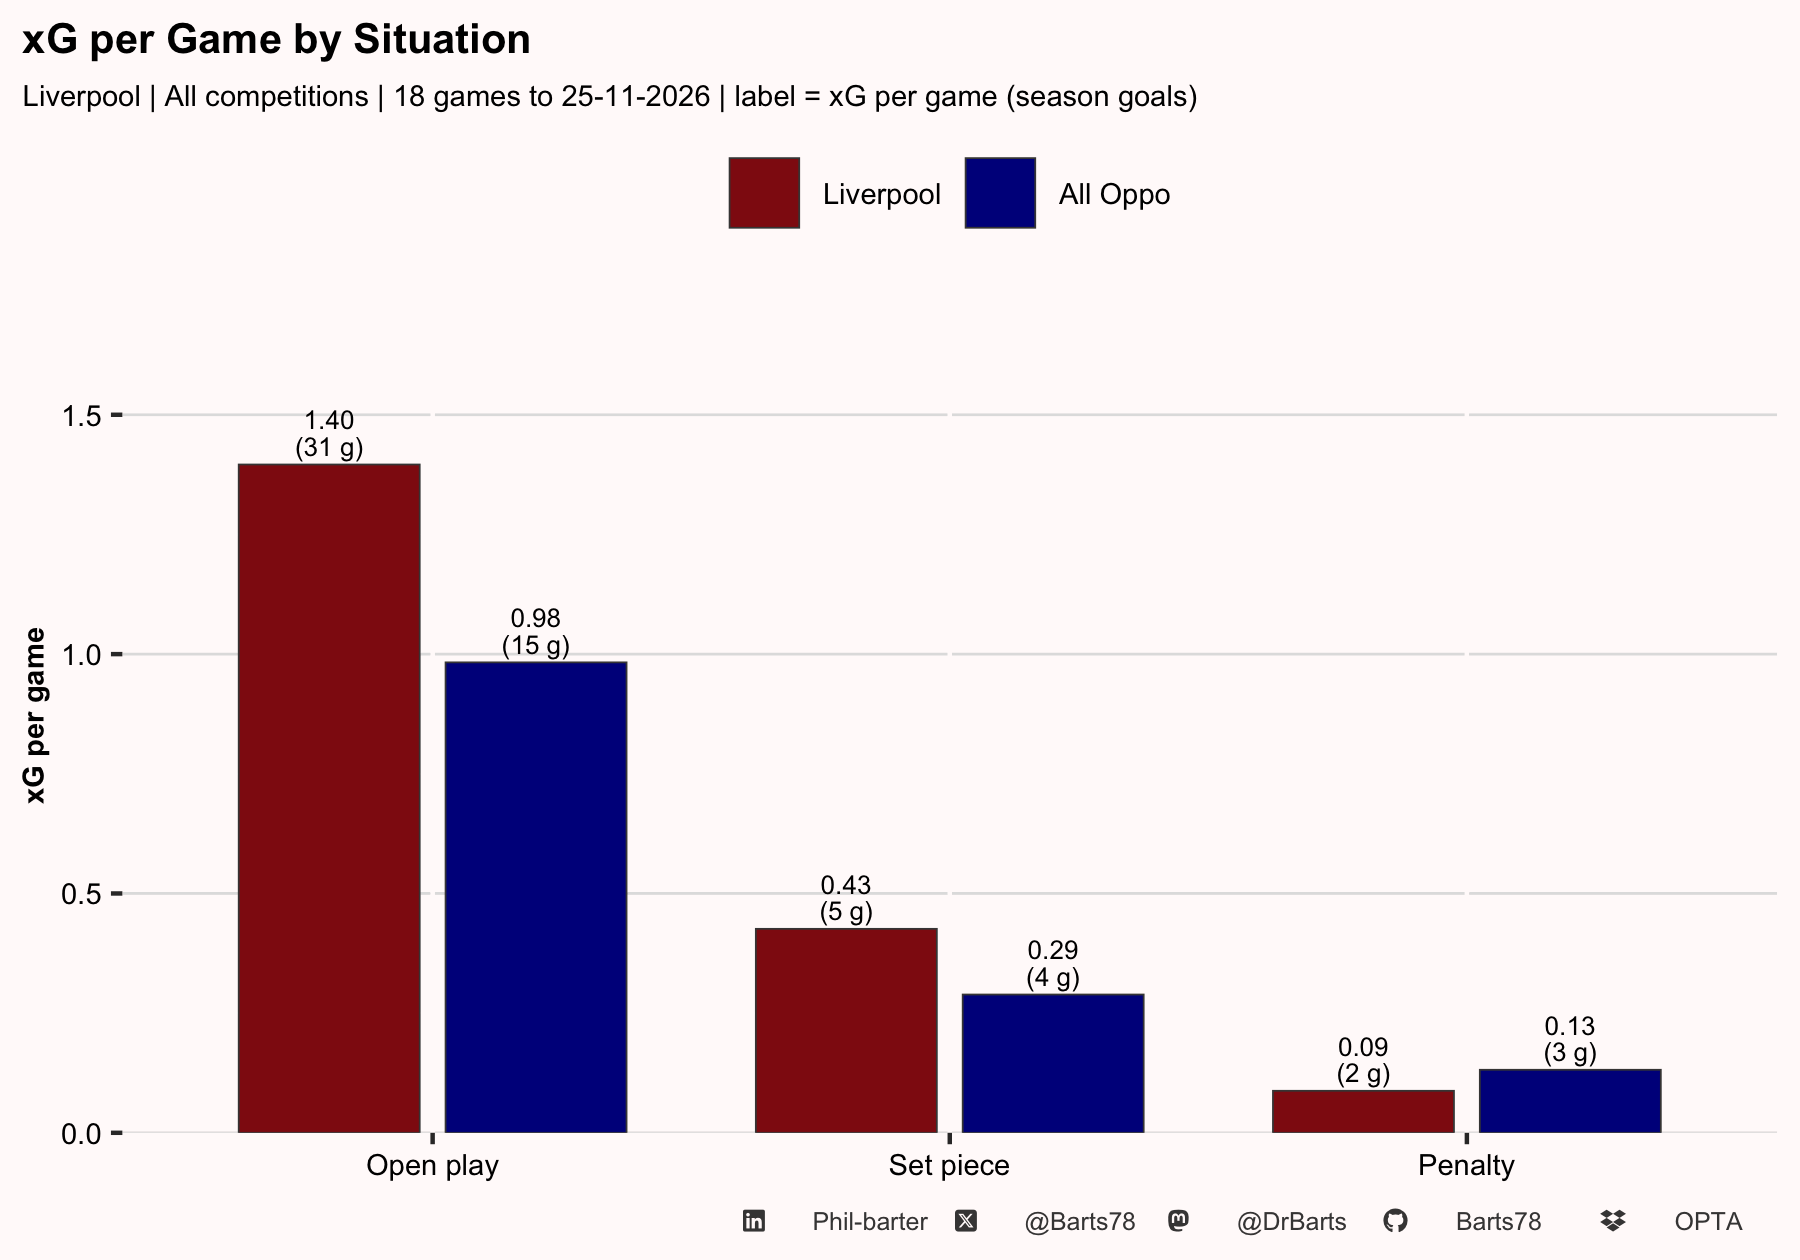 xG per Game by Situation
Liverpool | All competitions | 18 games to 25-11-2026 | label = xG per game (season goals)
Liverpool All Oppo
xG per game
1.5
1.0
0.5
0.0
1.40
(31 g)
0.98
(15 g)
0.43
(5 g)
0.29
(4 g)
0.09
(2 g)
0.13
(3 g)
Open play Set piece Penalty
Phil-barter @Barts78 @DrBarts Barts78 OPTA